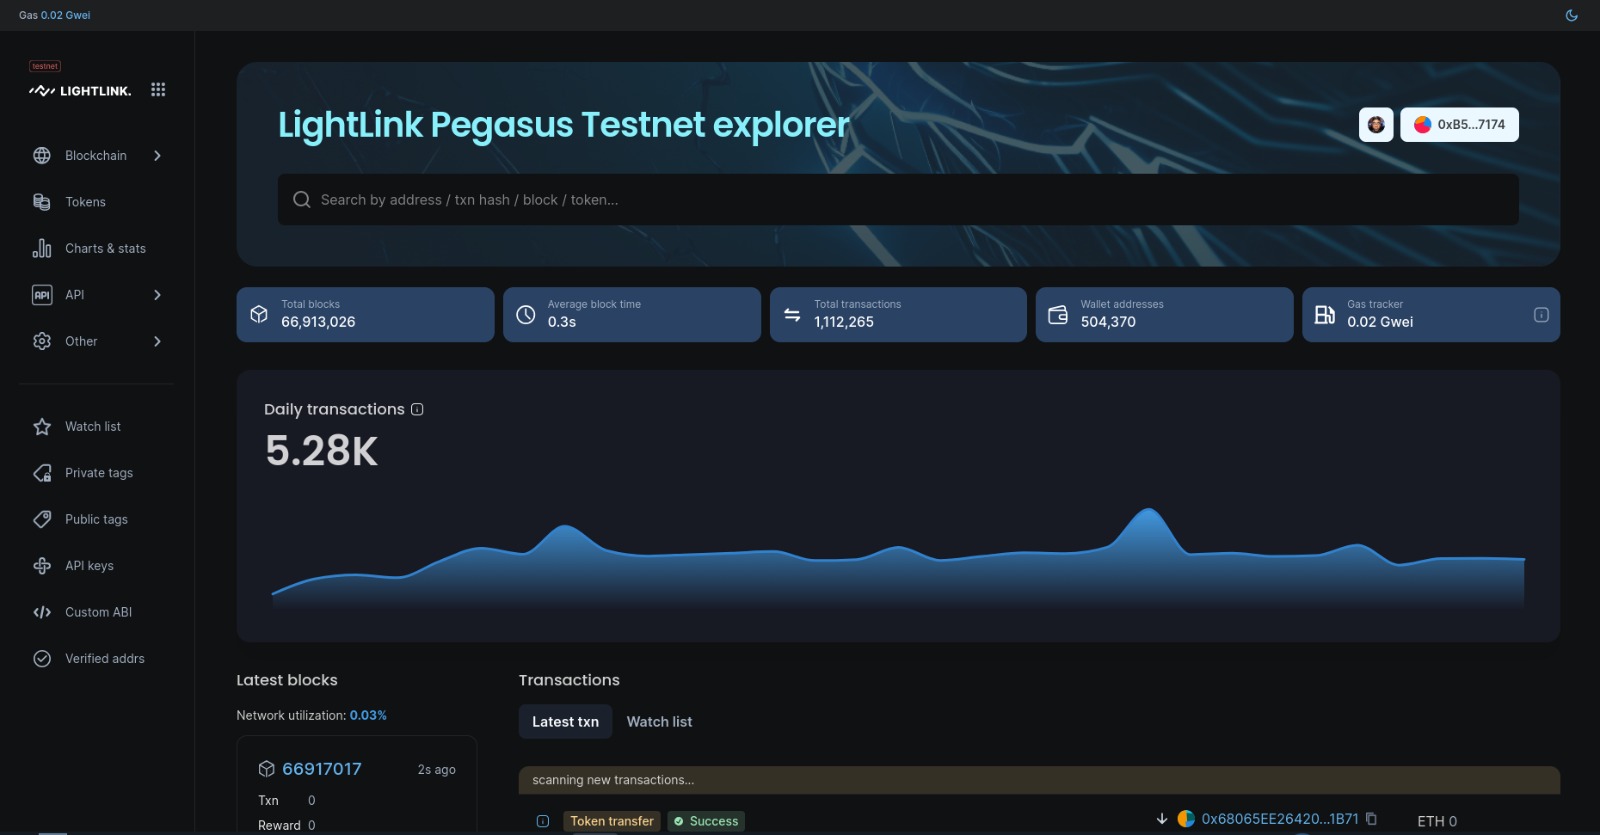 Gas 0.02 Gwei
testnet
LIGHTLINK.
Blockchain
Tokens
Charts & stats
API
API
Other
Watch list
Private tags
Public tags
API keys
Custom ABI
Verified addrs
LightLink Pegasus Testnet explorer
0xB5...7174
Search by address / txn hash / block / token...
Total blocks
66,913,026
Average block time
0.3s
Total transactions
1,112,265
Wallet addresses
504,370
Gas tracker
0.02 Gwei
Daily transactions
5.28K
Latest blocks
Network utilization: 0.03%
66917017 2s ago
Txn 0
Reward 0
Transactions
Latest txn Watch list
scanning new transactions...
Token transfer Success 0x68065EE26420...1B71 ETH 0